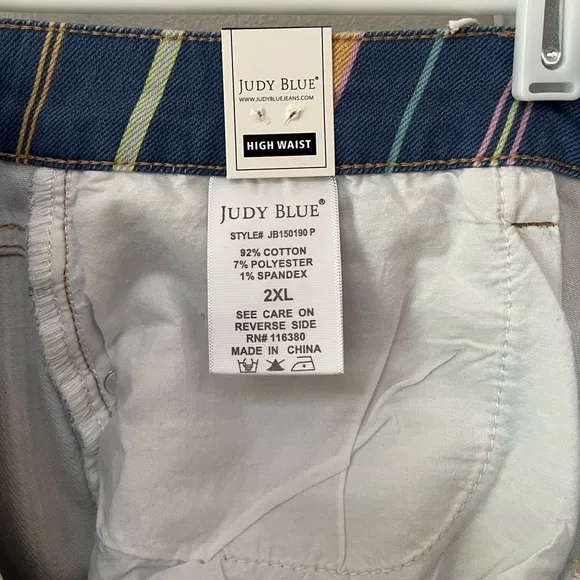 JUDY BLUE®
WWW.JUDYBLUEJEANS.COM
HIGH WAIST
JUDY BLUE®
STYLE# JB150190 P
92% COTTON
7% POLYESTER
1% SPANDEX
2XL
SEE CARE ON
REVERSE SIDE
RN# 116380
MADE IN CHINA